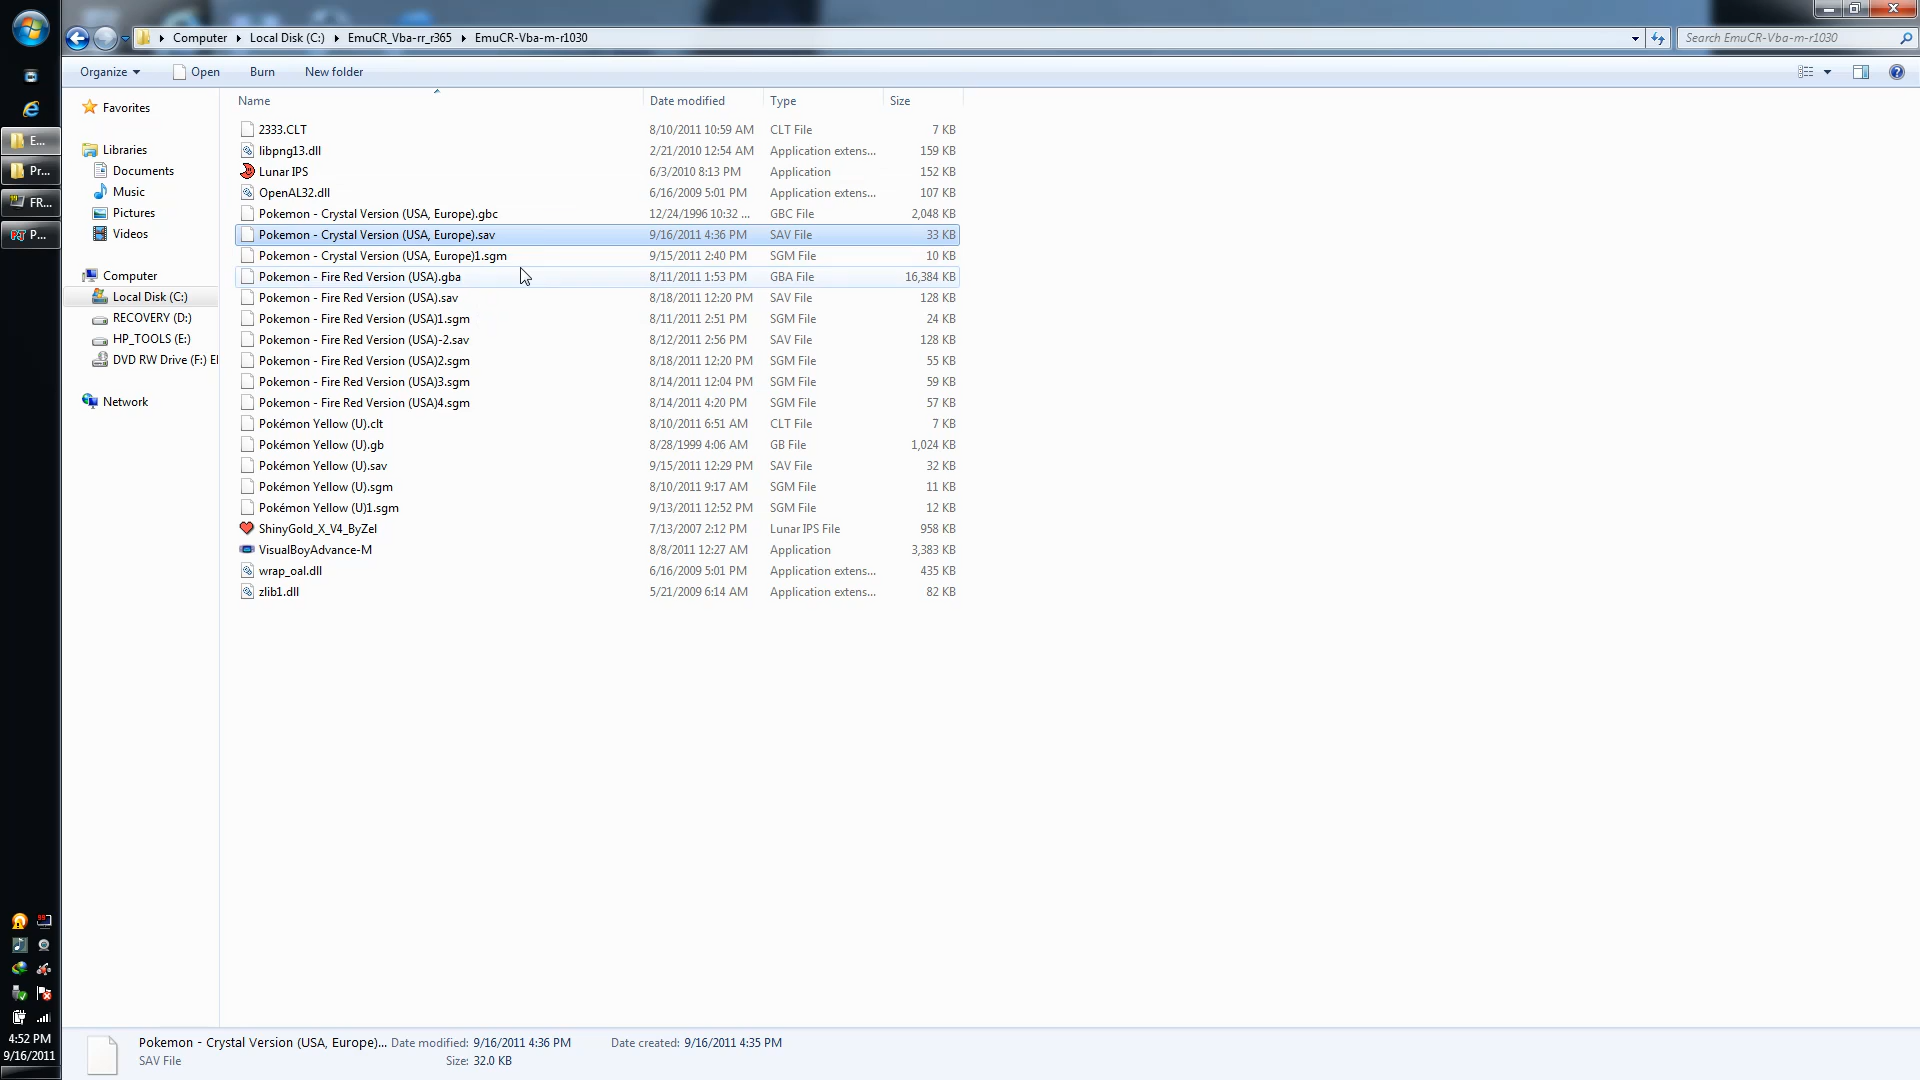 Computer Local Disk (C:) EmuCR_Vba-rr_r365 EmuCR-Vba-m-r1030 Search EmuCR-Vba-m-r1030
Organize Open Burn New folder
Favorites
Libraries
Documents
Music
Pictures
Videos
Computer
Local Disk (C:)
RECOVERY (D:)
HP_TOOLS (E:)
DVD RW Drive (F:) El
Network
E...
Pr...
FR...
P...
Name Date modified Type Size
2333.CLT 8/10/2011 10:59 AM CLT File 7 KB
libpng13.dll 2/21/2010 12:54 AM Application extens... 159 KB
Lunar IPS 6/3/2010 8:13 PM Application 152 KB
OpenAL32.dll 6/16/2009 5:01 PM Application extens... 107 KB
Pokemon - Crystal Version (USA, Europe).gbc 12/24/1996 10:32 ... GBC File 2,048 KB
Pokemon - Crystal Version (USA, Europe).sav 9/16/2011 4:36 PM SAV File 33 KB
Pokemon - Crystal Version (USA, Europe)1.sgm 9/15/2011 2:40 PM SGM File 10 KB
Pokemon - Fire Red Version (USA).gba 8/11/2011 1:53 PM GBA File 16,384 KB
Pokemon - Fire Red Version (USA).sav 8/18/2011 12:20 PM SAV File 128 KB
Pokemon - Fire Red Version (USA)1.sgm 8/11/2011 2:51 PM SGM File 24 KB
Pokemon - Fire Red Version (USA)-2.sav 8/12/2011 2:56 PM SAV File 128 KB
Pokemon - Fire Red Version (USA)2.sgm 8/18/2011 12:20 PM SGM File 55 KB
Pokemon - Fire Red Version (USA)3.sgm 8/14/2011 12:04 PM SGM File 59 KB
Pokemon - Fire Red Version (USA)4.sgm 8/14/2011 4:20 PM SGM File 57 KB
Pokémon Yellow (U).clt 8/10/2011 6:51 AM CLT File 7 KB
Pokémon Yellow (U).gb 8/28/1999 4:06 AM GB File 1,024 KB
Pokémon Yellow (U).sav 9/15/2011 12:29 PM SAV File 32 KB
Pokémon Yellow (U).sgm 8/10/2011 9:17 AM SGM File 11 KB
Pokémon Yellow (U)1.sgm 9/13/2011 12:52 PM SGM File 12 KB
ShinyGold_X_V4_ByZel 7/13/2007 2:12 PM Lunar IPS File 958 KB
VisualBoyAdvance-M 8/8/2011 12:27 AM Application 3,383 KB
wrap_oal.dll 6/16/2009 5:01 PM Application extens... 435 KB
zlib1.dll 5/21/2009 6:14 AM Application extens... 82 KB
4:52 PM
9/16/2011
Pokemon - Crystal Version (USA, Europe)... Date modified: 9/16/2011 4:36 PM Date created: 9/16/2011 4:35 PM
SAV File Size: 32.0 KB